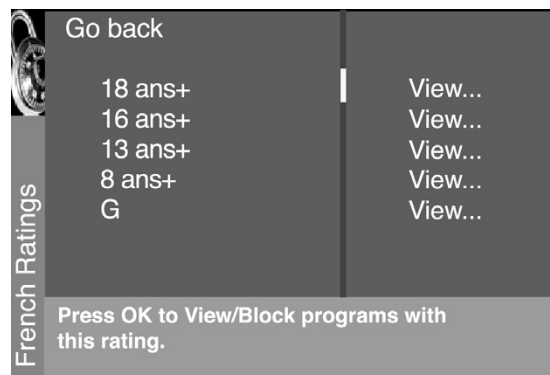 Go back
18 ans+ View...
16 ans+ View...
13 ans+ View...
8 ans+ View...
G View...
French Ratings
Press OK to View/Block programs with
this rating.